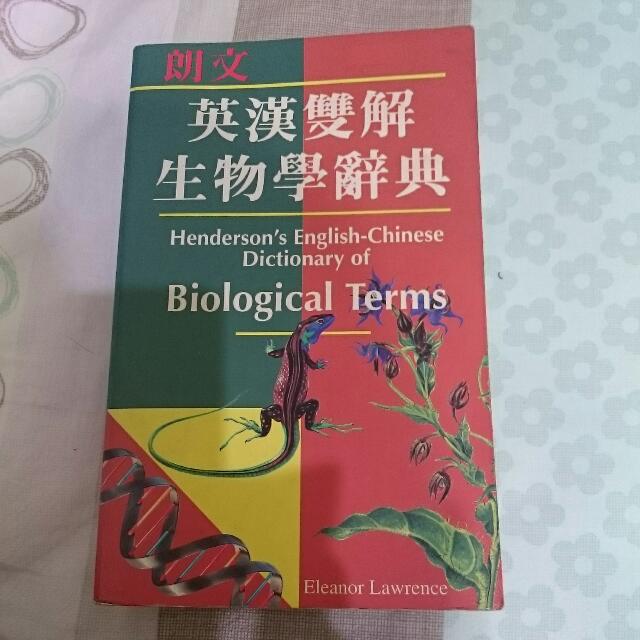 朗文
英漢雙解
生物學辭典
Henderson's English-Chinese
Dictionary of
Biological Terms
Eleanor Lawrence